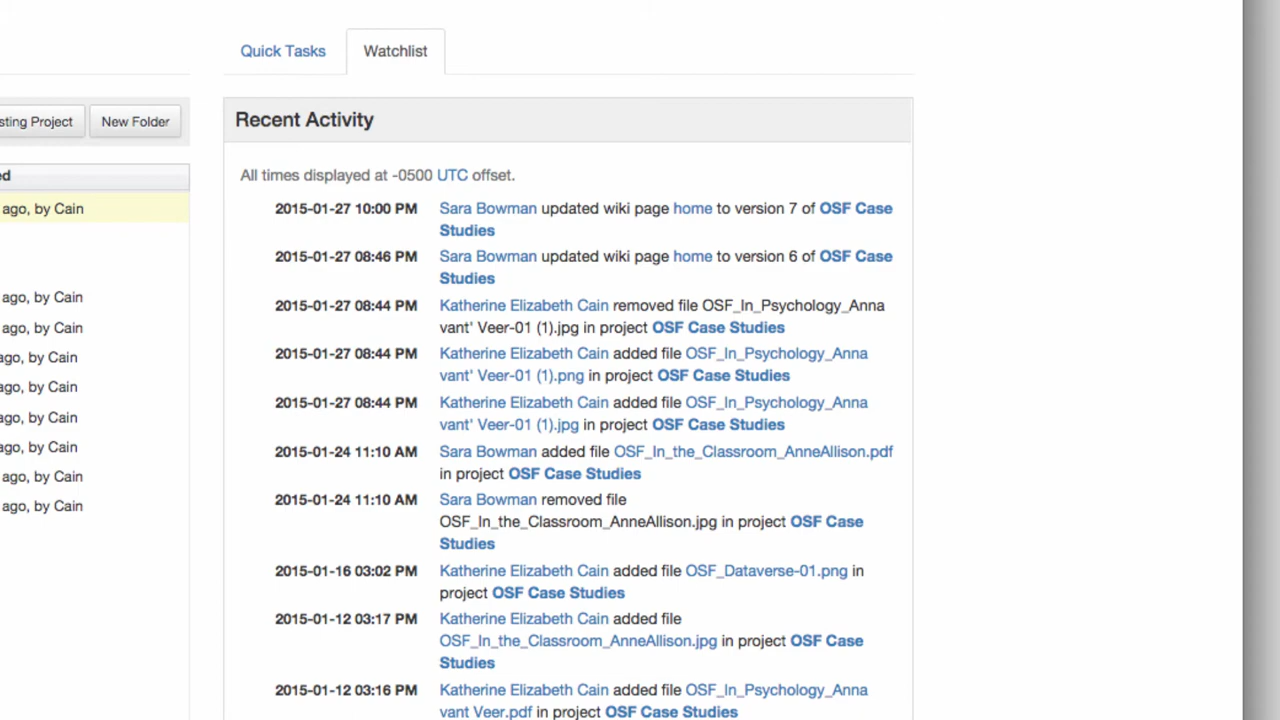 Quick Tasks
Watchlist
sting Project
New Folder
Recent Activity
ed
ago, by Cain
ago, by Cain
ago, by Cain
ago, by Cain
ago, by Cain
ago, by Cain
ago, by Cain
ago, by Cain
ago, by Cain
All times displayed at -0500 UTC offset.
2015-01-27 10:00 PM Sara Bowman updated wiki page home to version 7 of OSF Case
Studies
2015-01-27 08:46 PM Sara Bowman updated wiki page home to version 6 of OSF Case
Studies
2015-01-27 08:44 PM Katherine Elizabeth Cain removed file OSF_In_Psychology_Anna
vant' Veer-01 (1).jpg in project OSF Case Studies
2015-01-27 08:44 PM Katherine Elizabeth Cain added file OSF_In_Psychology_Anna
vant' Veer-01 (1).png in project OSF Case Studies
2015-01-27 08:44 PM Katherine Elizabeth Cain added file OSF_In_Psychology_Anna
vant' Veer-01 (1).jpg in project OSF Case Studies
2015-01-24 11:10 AM Sara Bowman added file OSF_In_the_Classroom_AnneAllison.pdf
in project OSF Case Studies
2015-01-24 11:10 AM Sara Bowman removed file
OSF_In_the_Classroom_AnneAllison.jpg in project OSF Case
Studies
2015-01-16 03:02 PM Katherine Elizabeth Cain added file OSF_Dataverse-01.png in
project OSF Case Studies
2015-01-12 03:17 PM Katherine Elizabeth Cain added file
OSF_In_the_Classroom_AnneAllison.jpg in project OSF Case
Studies
2015-01-12 03:16 PM Katherine Elizabeth Cain added file OSF_In_Psychology_Anna
vant Veer.pdf in project OSF Case Studies